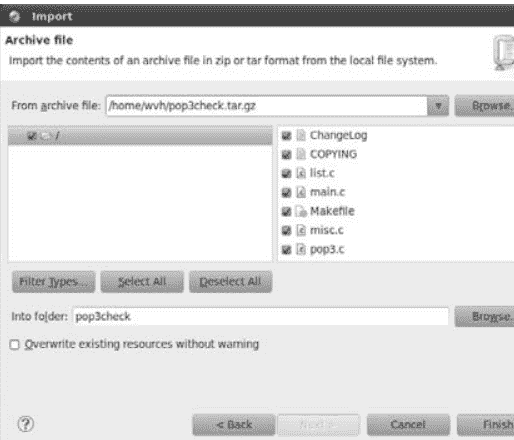 Import
Archive file
Import the contents of an archive file in zip or tar format from the local file system.
From archive file: /home/wvh/pop3check.tar.gz Browse.
/
ChangeLog
COPYING
list.c
main.c
Makefile
misc.c
pop3.c
Filter Types... Select All Deselect All
Into folder: pop3check Browse.
Overwrite existing resources without warning
? < Back Next > Cancel Finish